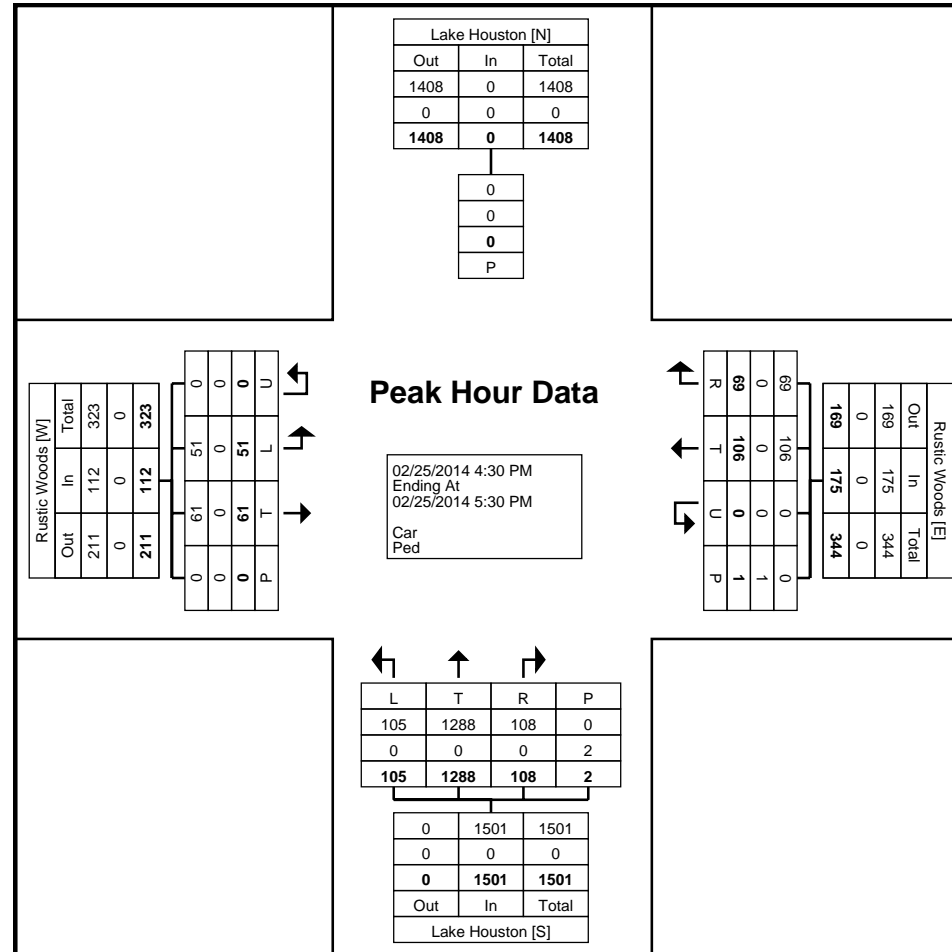 Lake Houston [N]
Out In Total
1408 0 1408
0 0 0
1408 0 1408
0
0
0
P
Peak Hour Data
02/25/2014 4:30 PM
Ending At
02/25/2014 5:30 PM
Car
Ped
Rustic Woods [W]
Total In Out
323 112 211
0 0 0
323 112 211
0 51 61 0
0 0 0 0
0 51 61 0
U L T P
R T U P
69 106 0 1
0 0 0 1
69 106 0 0
169 175 344
0 0 0
169 175 344
Out In Total
Rustic Woods [E]
L T R P
105 1288 108 0
0 0 0 2
105 1288 108 2
0 1501 1501
0 0 0
0 1501 1501
Out In Total
Lake Houston [S]